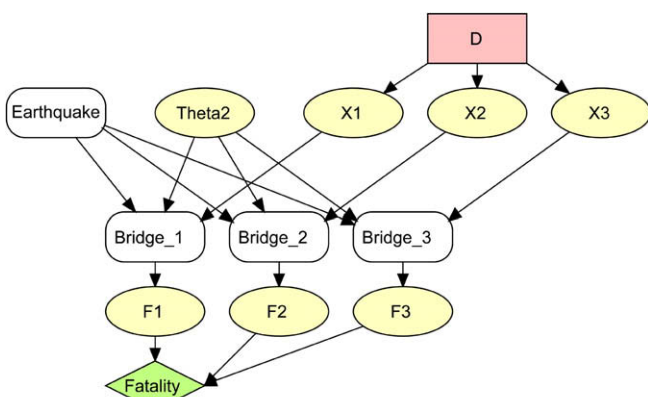 D
Earthquake
Theta2
X1
X2
X3
Bridge_1
Bridge_2
Bridge_3
F1
F2
F3
Fatality